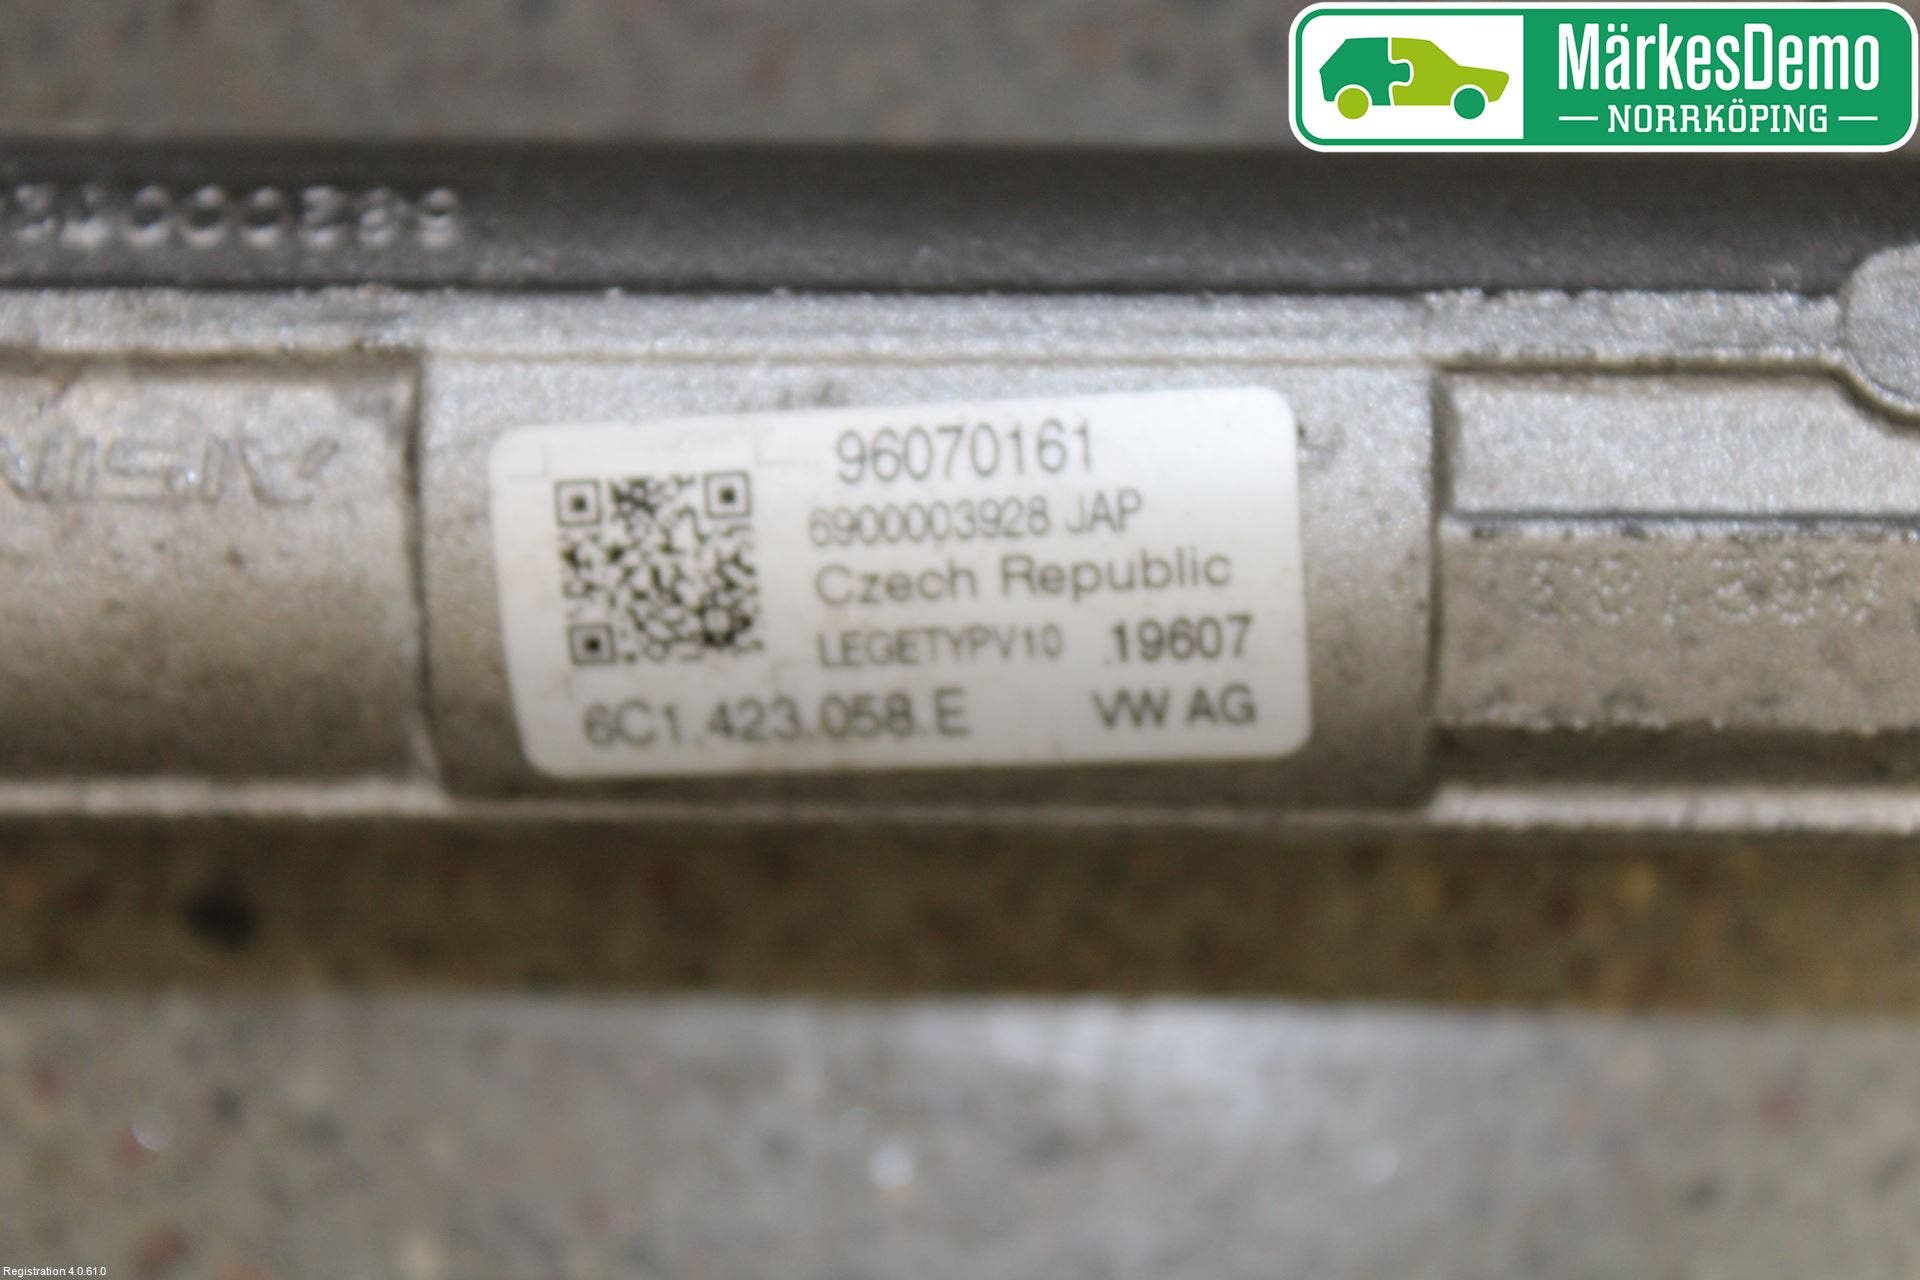 MärkesDemo
NORRKÖPING
96070161
6900003928 JAP
Czech Republic
LEGETYPV10 19607
6C1.423.058.E VW AG
Registration 4.0.61.0